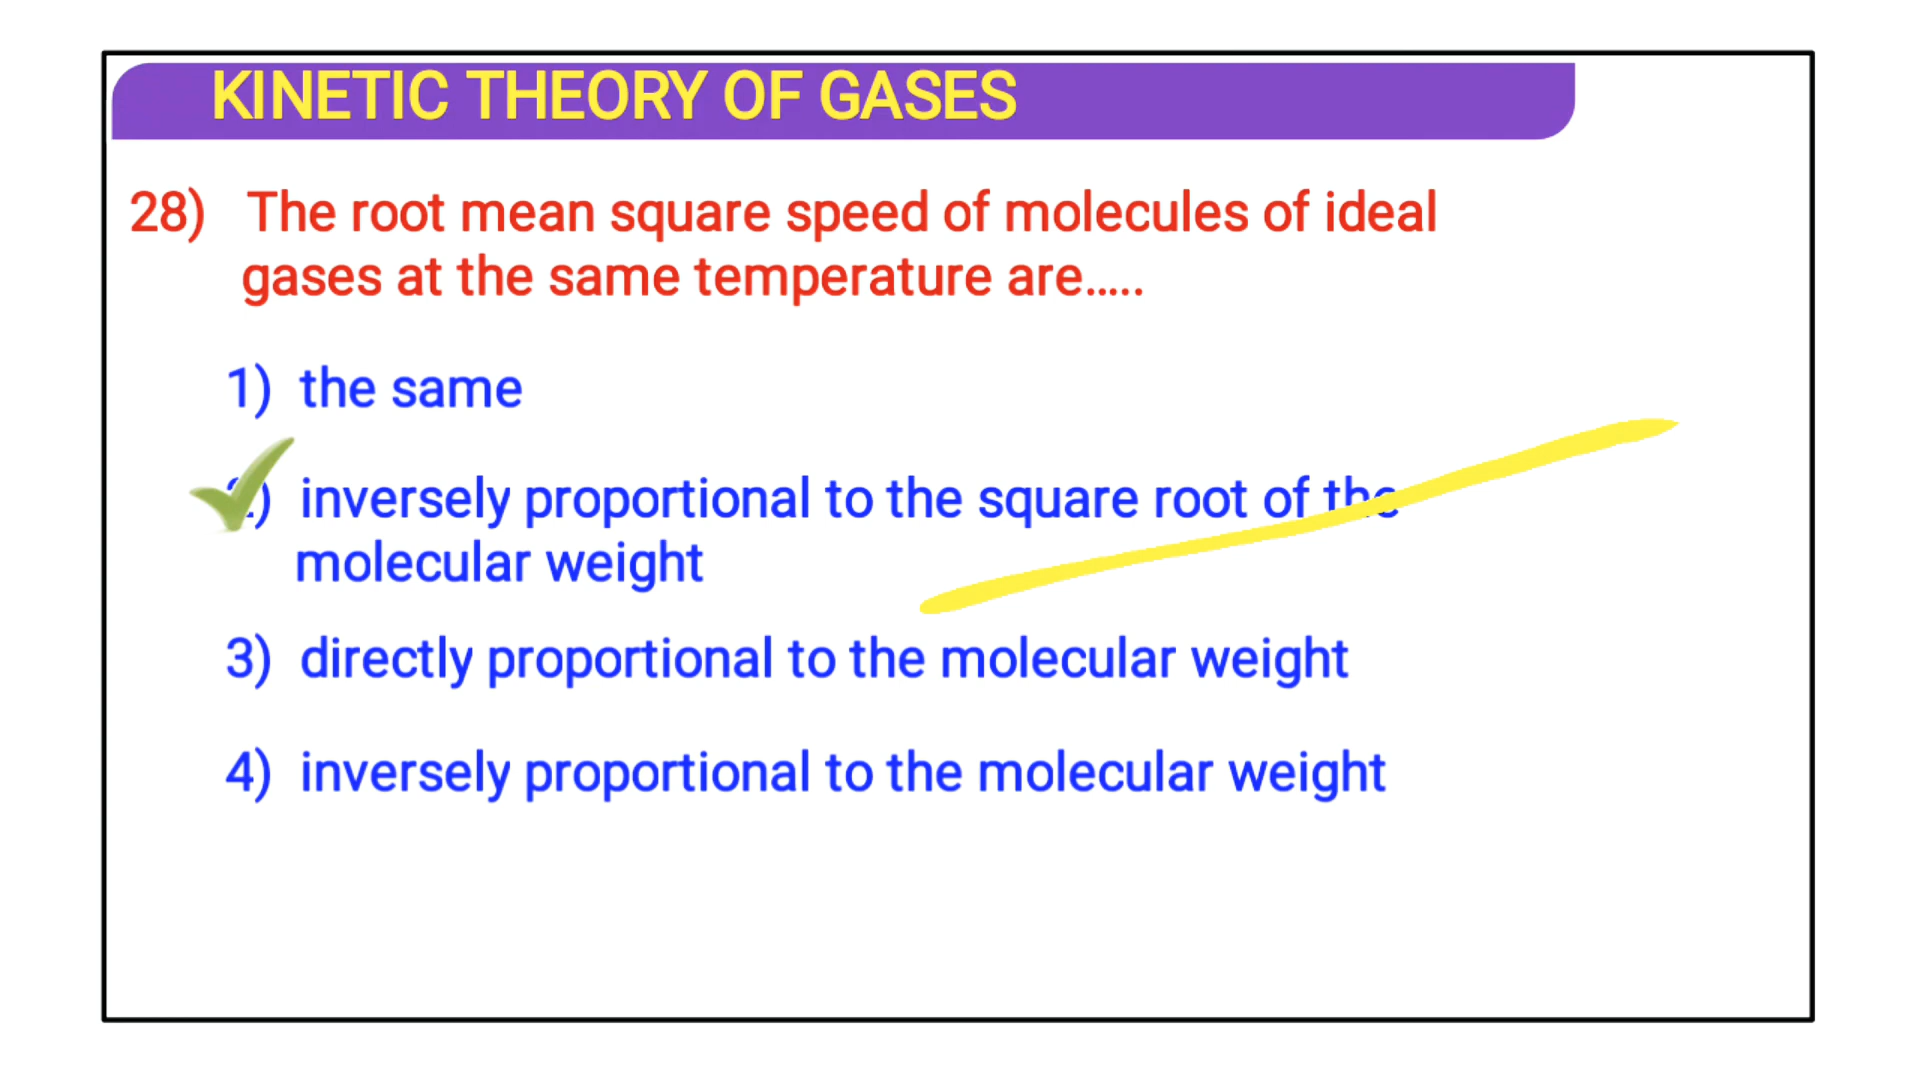 KINETIC THEORY OF GASES
28) The root mean square speed of molecules of ideal
gases at the same temperature are.....
1) the same
2) inversely proportional to the square root of the
molecular weight
3) directly proportional to the molecular weight
4) inversely proportional to the molecular weight